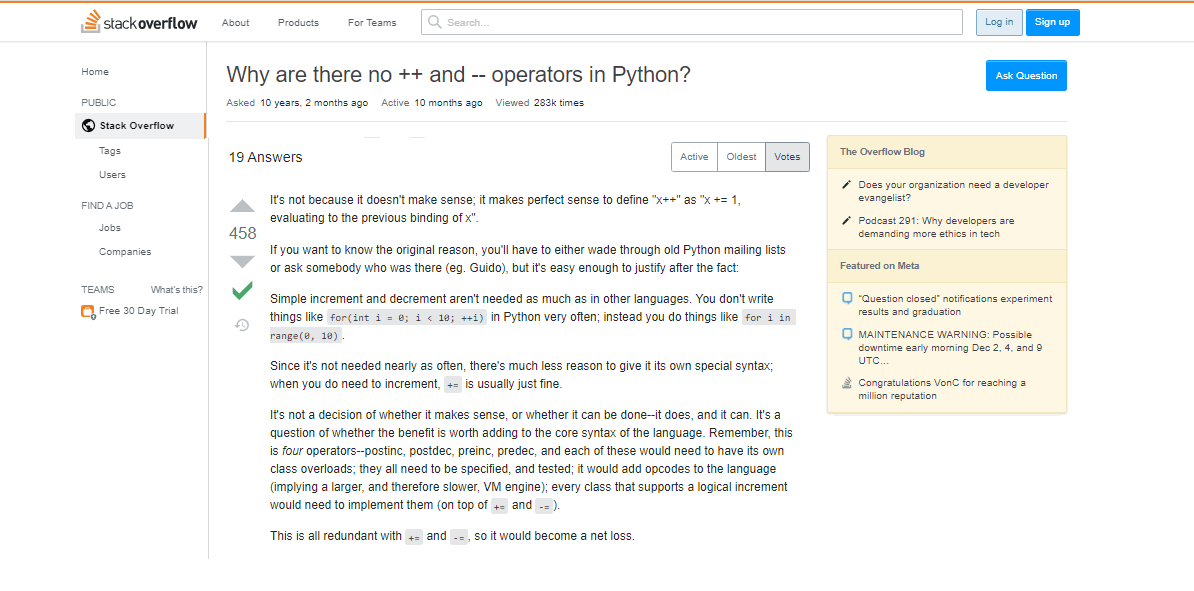 stackoverflow
About
Products
For Teams
Search...
Log in
Sign up
Home
PUBLIC
Stack Overflow
Tags
Users
FIND A JOB
Jobs
Companies
TEAMS
What's this?
Free 30 Day Trial
Why are there no ++ and -- operators in Python?
Ask Question
Asked 10 years, 2 months ago Active 10 months ago Viewed 283k times
19 Answers
Active
Oldest
Votes
458
It's not because it doesn't make sense; it makes perfect sense to define "x++" as "x += 1,
evaluating to the previous binding of x".
If you want to know the original reason, you'll have to either wade through old Python mailing lists
or ask somebody who was there (eg. Guido), but it's easy enough to justify after the fact:
Simple increment and decrement aren't needed as much as in other languages. You don't write
things like for(int i = 0; i < 10; ++i) in Python very often; instead you do things like for i in
range(0, 10).
Since it's not needed nearly as often, there's much less reason to give it its own special syntax;
when you do need to increment, += is usually just fine.
It's not a decision of whether it makes sense, or whether it can be done--it does, and it can. It's a
question of whether the benefit is worth adding to the core syntax of the language. Remember, this
is four operators--postinc, postdec, preinc, predec, and each of these would need to have its own
class overloads; they all need to be specified, and tested; it would add opcodes to the language
(implying a larger, and therefore slower, VM engine); every class that supports a logical increment
would need to implement them (on top of += and -=).
This is all redundant with += and -=, so it would become a net loss.
The Overflow Blog
Does your organization need a developer
evangelist?
Podcast 291: Why developers are
demanding more ethics in tech
Featured on Meta
"Question closed" notifications experiment
results and graduation
MAINTENANCE WARNING: Possible
downtime early morning Dec 2, 4, and 9
UTC...
Congratulations VonC for reaching a
million reputation